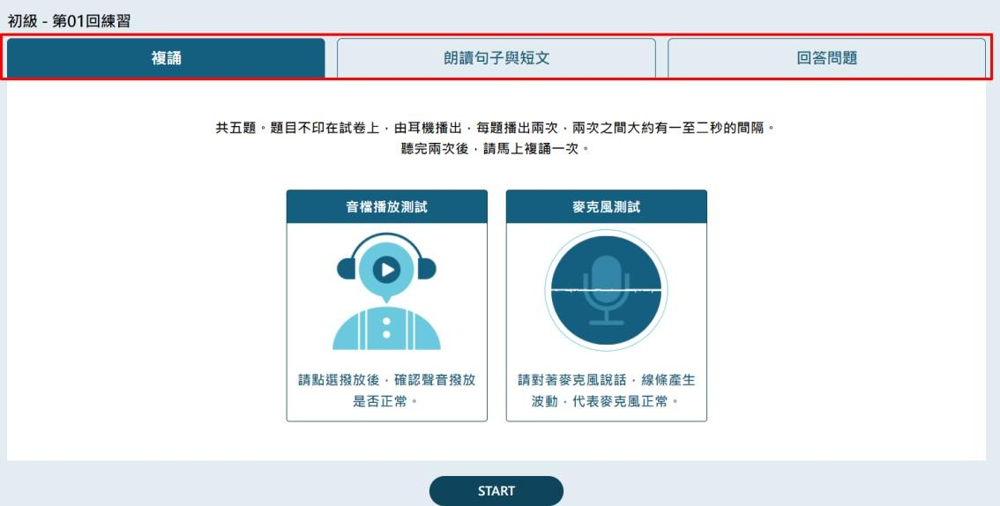 初級 - 第01回練習
複誦
朗讀句子與短文
回答問題
共五題。題目不印在試卷上，由耳機播出，每題播出兩次，兩次之間大約有一至二秒的間隔。
聽完兩次後，請馬上複誦一次。
音檔播放測試
麥克風測試
請點選撥放後，確認聲音撥放
是否正常。
請對著麥克風說話，線條產生
波動，代表麥克風正常。
START